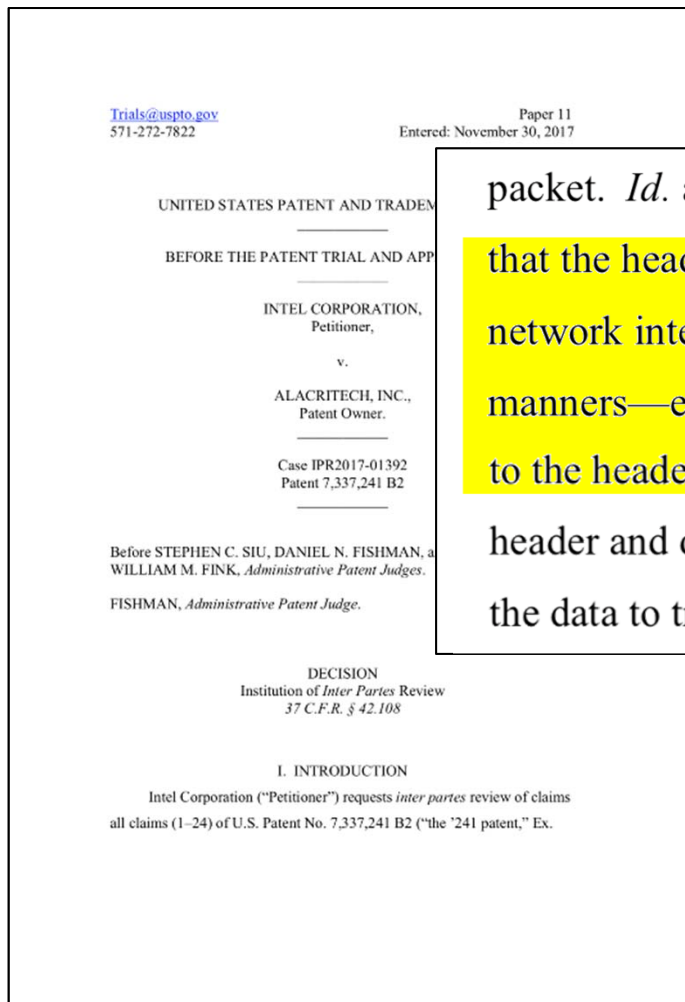 Trials@uspto.gov Paper 11
571-272-7822 Entered: November 30, 2017
UNITED STATES PATENT AND
BEFORE THE PATENT TRIAL AND
INTEL CORPORATION,
Petitioner,
v.
ALACRITECH, INC.,
Patent Owner.
Case IPR2017-01392
Patent 7,337,241 B2
Before STEPHEN C. SIU, DANIEL N. FISHMAN,
WILLIAM M. FINK, Administrative Patent Judges.
FISHMAN, Administrative Patent Judge.
DECISION
Institution of Inter Partes Review
37 C.F.R. § 42.108
I. INTRODUCTION
Intel Corporation (“Petitioner”) requests inter partes review of claims
all claims (1–24) of U.S. Patent No. 7,337,241 B2 (“the ’241 patent,” Ex.
packet. Id.
that the
network
manners—
to the
header and
the data to